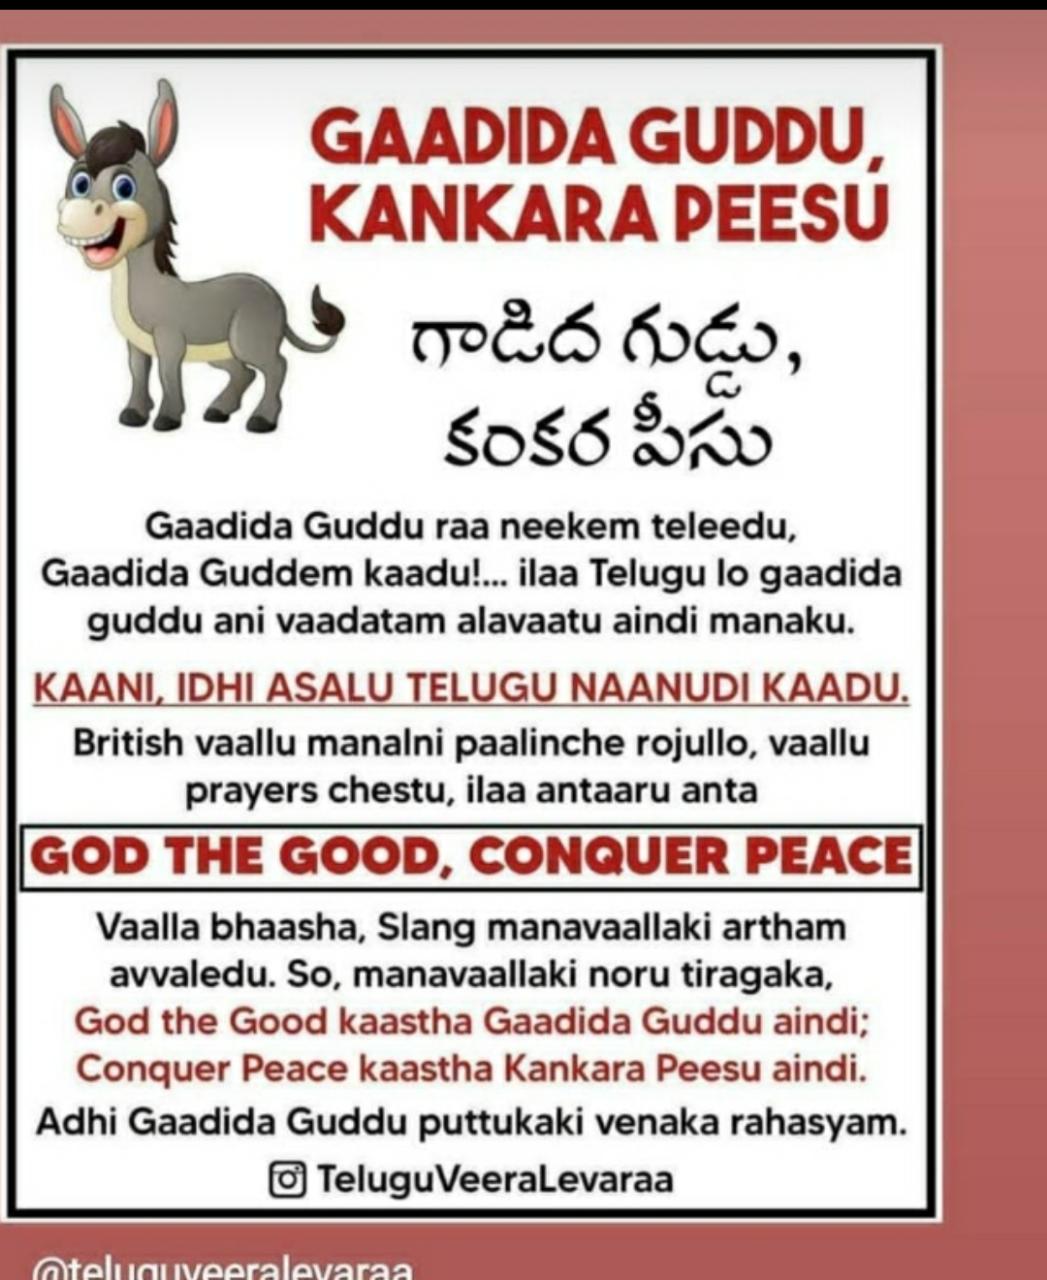 GAADIDA GUDDU,
KANKARA PEESU
గాడిద గుడ్డు,
కంకర పీసు
Gaadida Guddu raa neekem teleedu,
Gaadida Guddem kaadu!... ilaa Telugu lo gaadida
guddu ani vaadatam alavaatu aindi manaku.
KAANI, IDHI ASALU TELUGU NAANUDI KAADU.
British vaallu manalni paalinche rojullo, vaallu
prayers chestu, ilaa antaaru anta
GOD THE GOOD, CONQUER PEACE
Vaalla bhaasha, Slang manavaallaki artham
avvaledu. So, manavaallaki noru tiragaka,
God the Good kaastha Gaadida Guddu aindi;
Conquer Peace kaastha Kankara Peesu aindi.
Adhi Gaadida Guddu puttukaki venaka rahasyam.
TeluguVeeraLevaraa
@teluguveeralevaraa